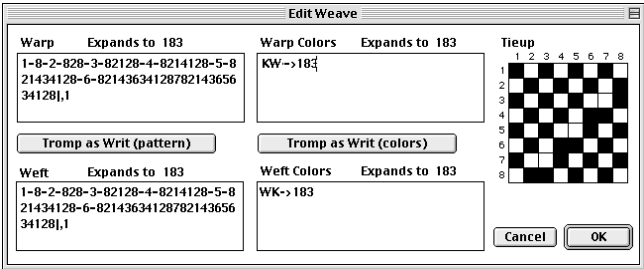 Edit Weave
Warp Expands to 183
1-8-2-828-3-82128-4-8214128-5-8
21434128-6-82143634128782143656
34128|,1
Warp Colors Expands to 183
KW->183
Tromp as Writ (pattern)
Tromp as Writ (colors)
Weft Expands to 183
1-8-2-828-3-82128-4-8214128-5-8
21434128-6-82143634128782143656
34128|,1
Weft Colors Expands to 183
WK->183
Tieup
1 2 3 4 5 6 7 8
1
2
3
4
5
6
7
8
Cancel
OK